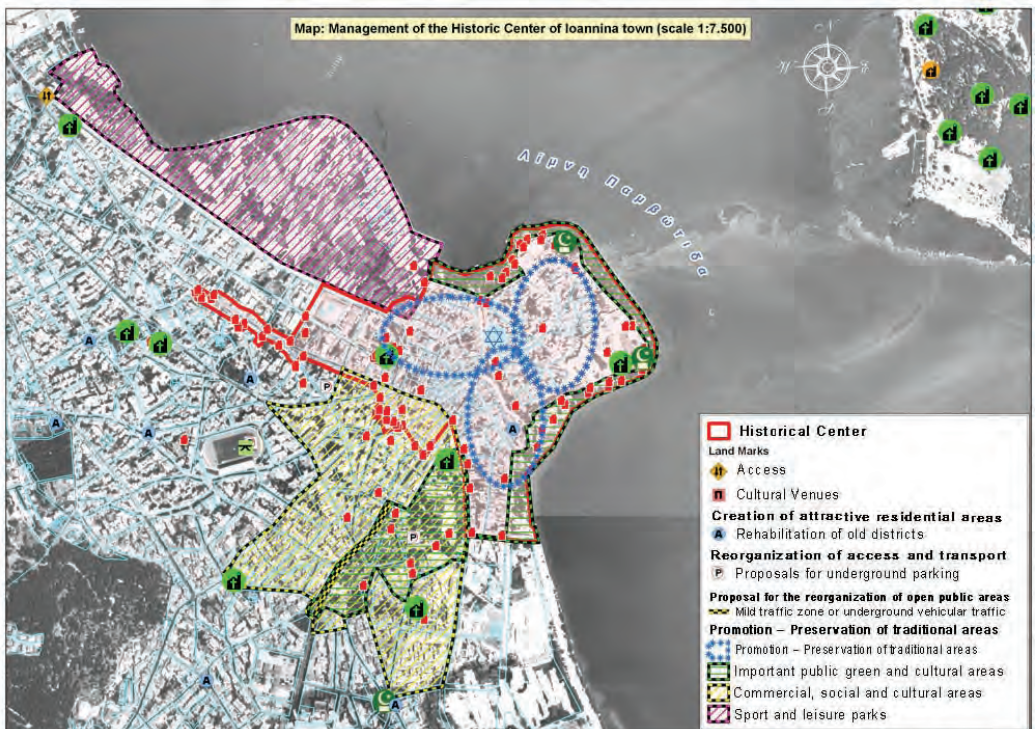 Map: Management of the Historic Center of Ioannina town (scale 1:7.500)
Λίμνη Παμβώτιδα
A
A
A
A
A
A
A
P
P
Historical Center
Land Marks
Access
Cultural Venues
Creation of attractive residential areas
A Rehabilitation of old districts
Reorganization of access and transport
P Proposals for underground parking
Proposal for the reorganization of open public areas
Mild traffic zone or underground vehicular traffic
Promotion – Preservation of traditional areas
Promotion – Preservation of traditional areas
Important public green and cultural areas
Commercial, social and cultural areas
Sport and leisure parks